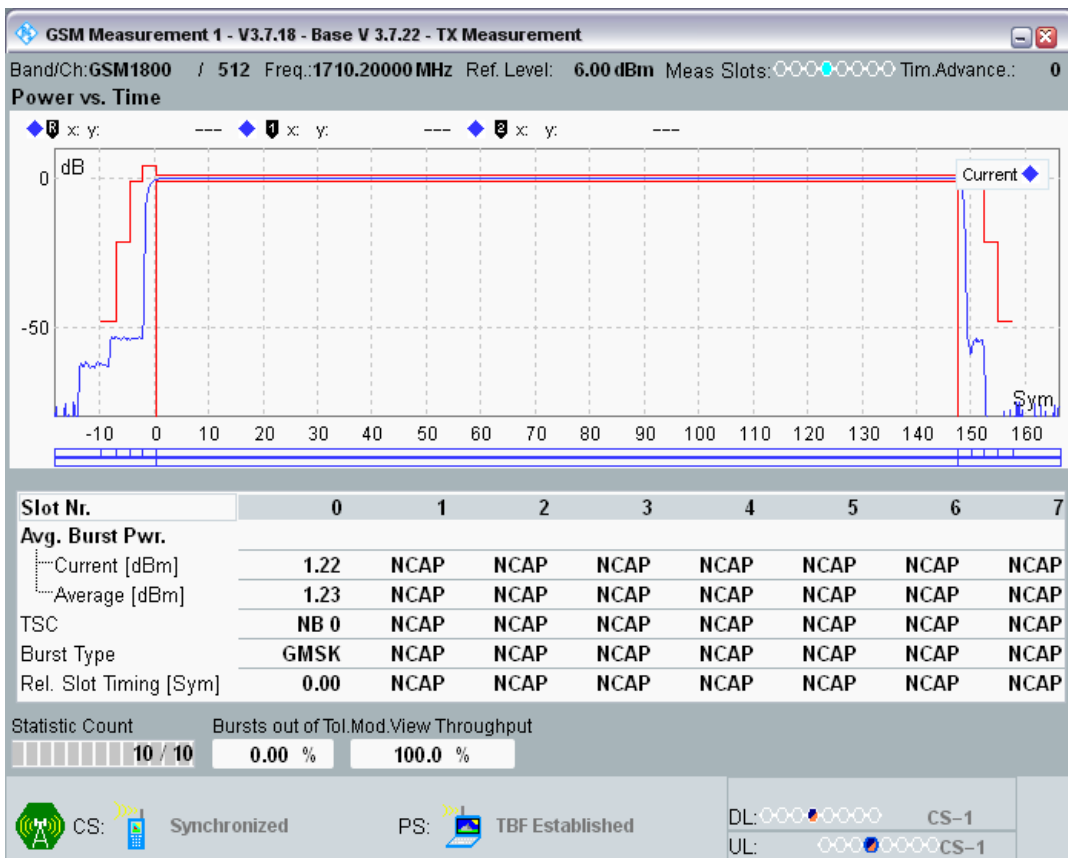 GSM Measurement 1 - V3.7.18 - Base V 3.7.22 - TX Measurement
Band/Ch:GSM1800 / 512 Freq.:1710.20000 MHz Ref. Level: 6.00 dBm Meas Slots: Tim.Advance.: 0
Power vs. Time
R x: y: --- 1 x: y: --- 2 x: y: ---
dB
Current
0
-50
Sym
-10 0 10 20 30 40 50 60 70 80 90 100 110 120 130 140 150 160
Slot Nr. 0 1 2 3 4 5 6 7
Avg. Burst Pwr.
Current [dBm] 1.22 NCAP NCAP NCAP NCAP NCAP NCAP NCAP
Average [dBm] 1.23 NCAP NCAP NCAP NCAP NCAP NCAP NCAP
TSC NB 0 NCAP NCAP NCAP NCAP NCAP NCAP NCAP
Burst Type GMSK NCAP NCAP NCAP NCAP NCAP NCAP NCAP
Rel. Slot Timing [Sym] 0.00 NCAP NCAP NCAP NCAP NCAP NCAP NCAP
Statistic Count Bursts out of Tol.Mod.View Throughput
10 / 10 0.00 % 100.0 %
CS: Synchronized PS: TBF Established
DL: CS-1
UL: CS-1